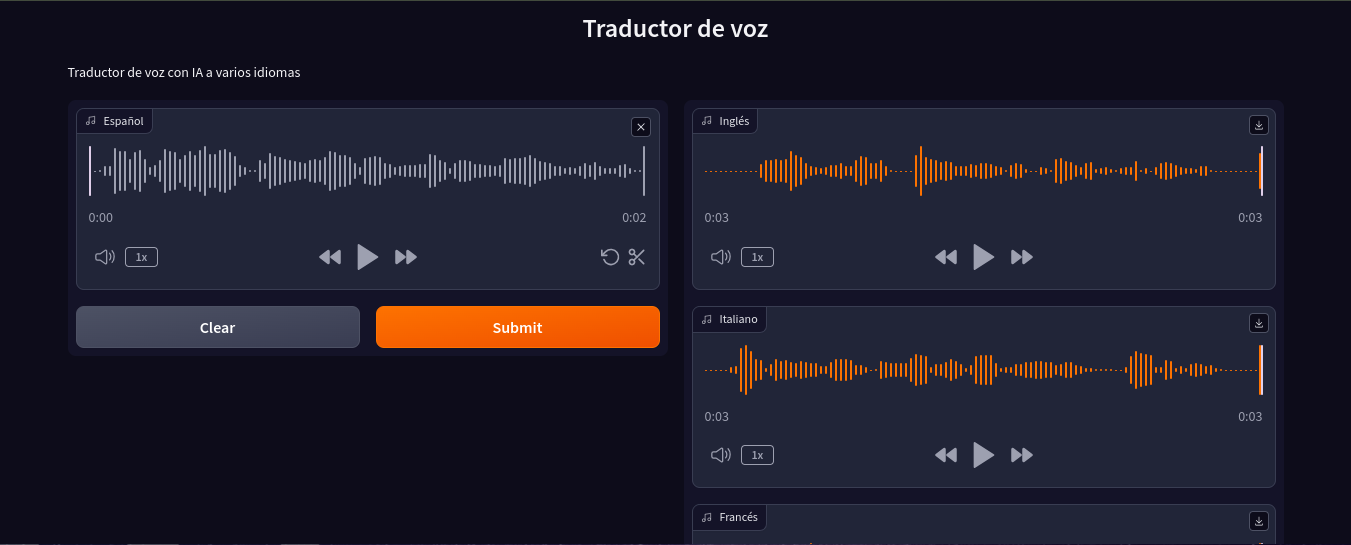 Traductor de voz
Traductor de voz con IA a varios idiomas
Español
0:00 0:02
1x
Clear Submit
Inglés
0:03 0:03
1x
Italiano
0:03 0:03
1x
Francés